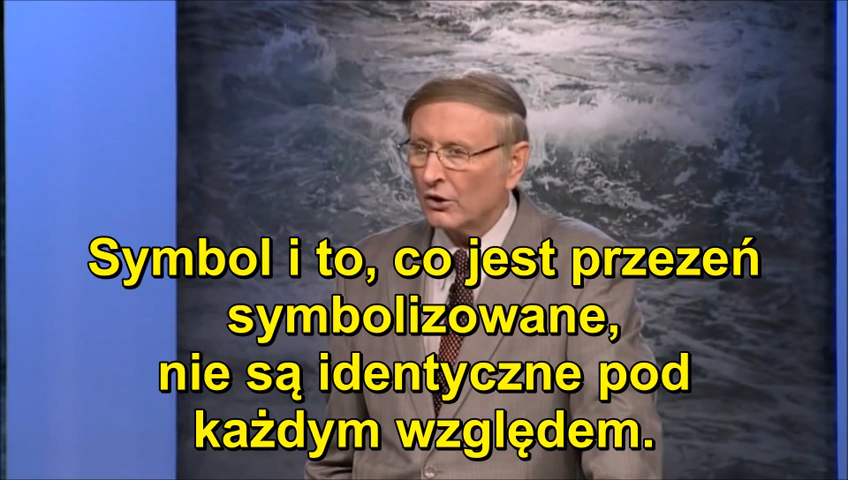 Symbol i to, co jest przezeń
symbolizowane,
nie są identyczne pod
każdym względem.